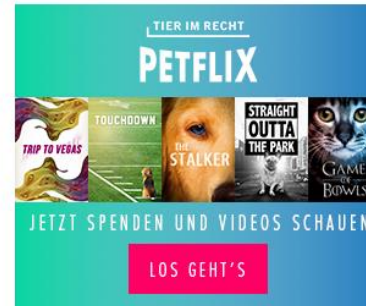 TIER IM RECHT
PETFLIX
TRIP TO VEGAS
TOUCHDOWN
THE
STALKER
STRAIGHT
OUTTA
THE PARK
GAME
OF
BOWLS
JETZT SPENDEN UND VIDEOS SCHAUEN
LOS GEHT'S